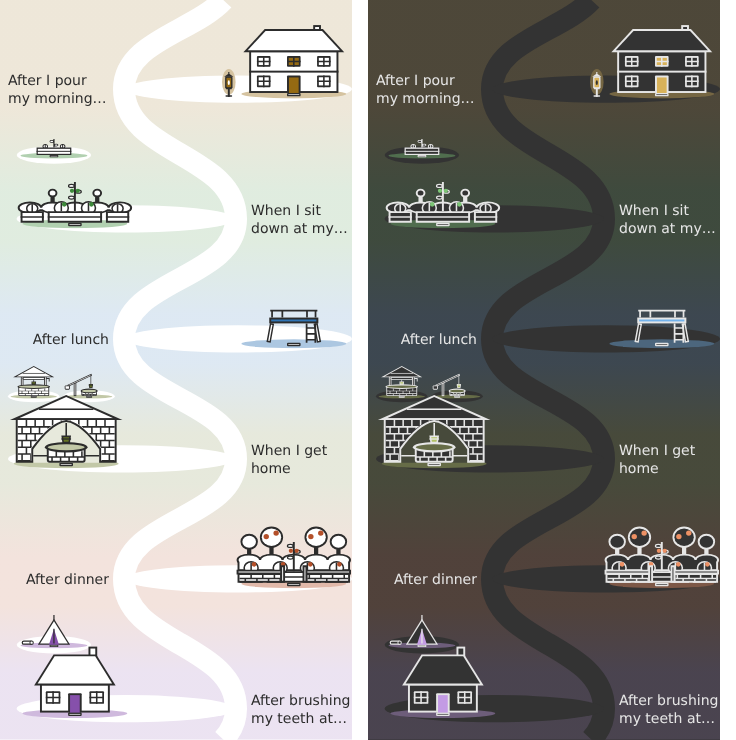 After I pour
my morning...
When I sit
down at my...
After lunch
When I get
home
After dinner
After brushing
my teeth at...
After I pour
my morning...
When I sit
down at my...
After lunch
When I get
home
After dinner
After brushing
my teeth at...